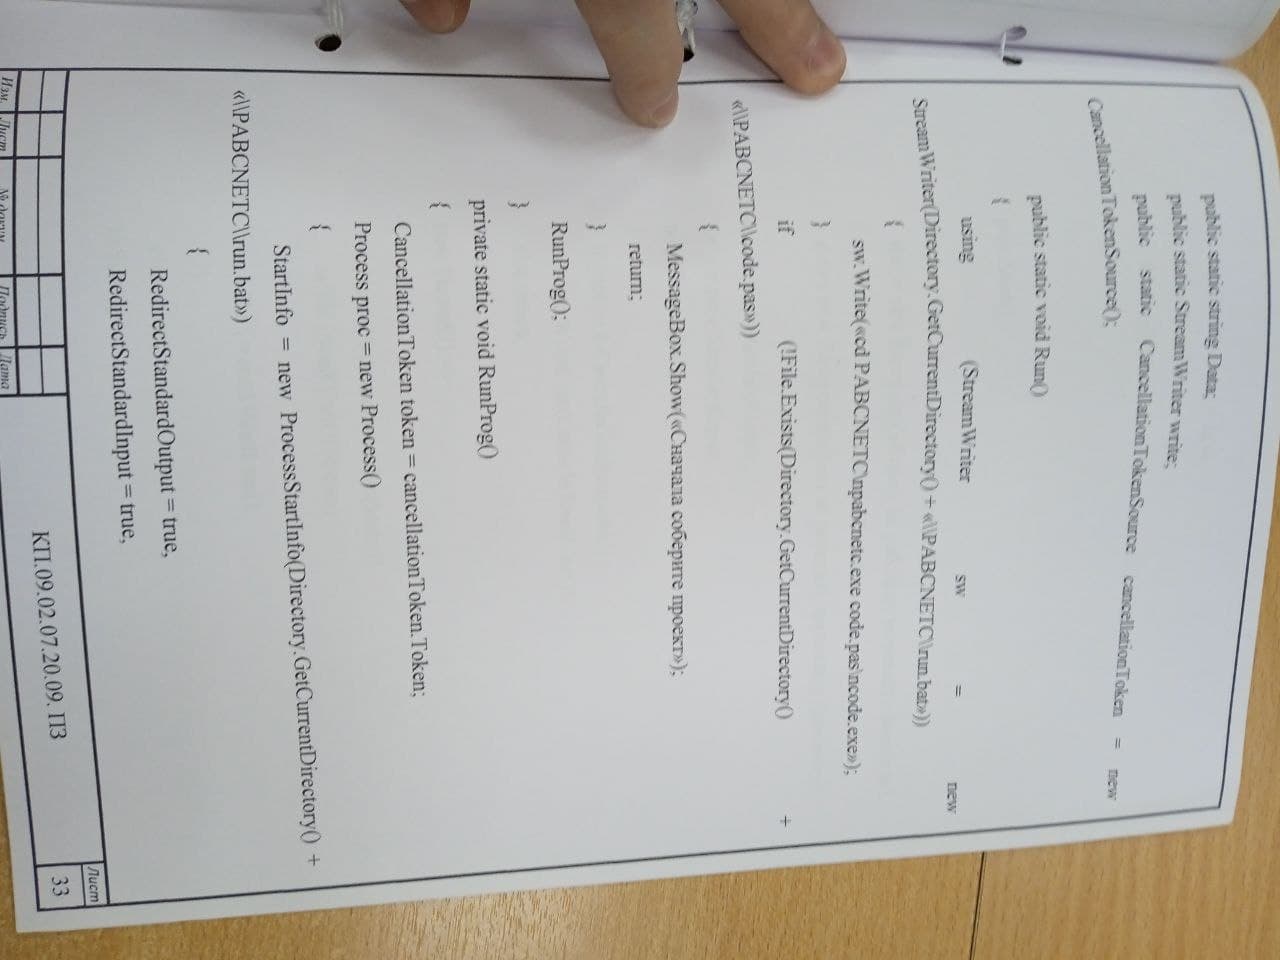 public static string Data;
public static StreamWriter write;
public static CancellationTokenSource cancellationToken = new
CancellationTokenSource();
public static void Run()
{
using (StreamWriter sw = new
StreamWriter(Directory.GetCurrentDirectory() + «\\PABCNETC\\run.bat»))
{
sw.Write(«cd PABCNETC\npabcnetc.exe code.pas\ncode.exe»);
}
if (!File.Exists(Directory.GetCurrentDirectory() +
«\\PABCNETC\\code.pas»))
{
MessageBox.Show(«Сначала соберите проект»);
return;
}
RunProg();
}
private static void RunProg()
{
CancellationToken token = cancellationToken.Token;
Process proc = new Process()
{
StartInfo = new ProcessStartInfo(Directory.GetCurrentDirectory() +
«\\PABCNETC\\run.bat»)
{
RedirectStandardOutput = true,
RedirectStandardInput = true,
КП.09.02.07.20.09. ПЗ
Лист
33
Изм. Лист № докум. Подпись Дата